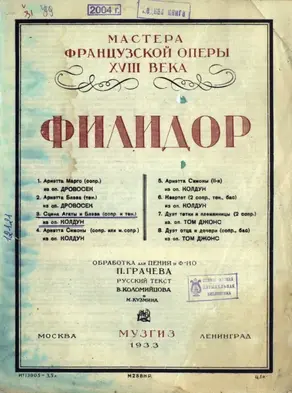 2004 г.
МАСТЕРА
ФРАНЦУЗСКОЙ ОПЕРЫ
XVIII ВЕКА
ФИЛИДОР
1. Ариетта Марго (сопр.)
из оп. ДРОВОСЕК
2. Ариетта Блеза (тен.)
из оп. ДРОВОСЕК
3. Сцена Агаты и Блеза (сопр. и тен.)
из оп. КОЛДУН
4. Ариетта Симоны (сопр. или м.сопр.)
из оп. КОЛДУН
5. Ариетта Симоны (II-я)
из оп. КОЛДУН
6. Квартет (2 сопр., тен., бас)
из оп. КОЛДУН
7. Дуэт тетки и племянницы (2 сопр.)
из оп. ТОМ ДЖОНС
8. Дуэт отца и дочери (сопр., бас)
из оп. ТОМ ДЖОНС
ОБРАБОТКА для ПЕНИЯ и Ф-НО
П. ГРАЧЕВА
РУССКИЙ ТЕКСТ
В. КОЛОМИЙЦОВА
и
М. КУЗМИНА
МОСКВА
МУЗГИЗ
1933
ЛЕНИНГРАД